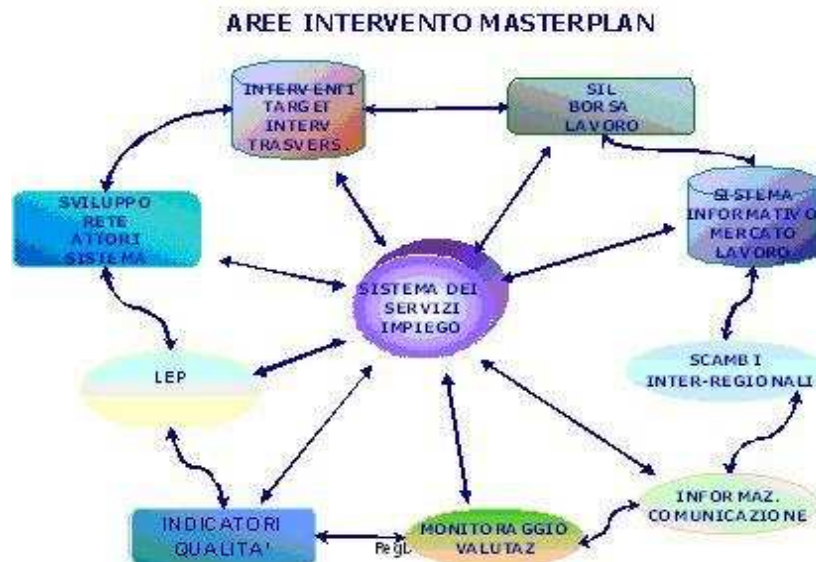 AREE INTERVENTO MASTERPLAN
INTERVENTI
TARGET
INTERV
TRASVERS.
SIL
BORSA
LAVORO
SVILUPPO
RETE
ATTORI
SISTEMA
SISTEMA
INFORMATIVO
MERCATO
LAVORO
SISTEMA DEI
SERVIZI
IMPIEGO
LEP
SCAMBI
INTER-REGIONALI
INDICATORI
QUALITA'
MONITORAGGIO
VALUTAZ
INFORMAZ.
COMUNICAZIONE